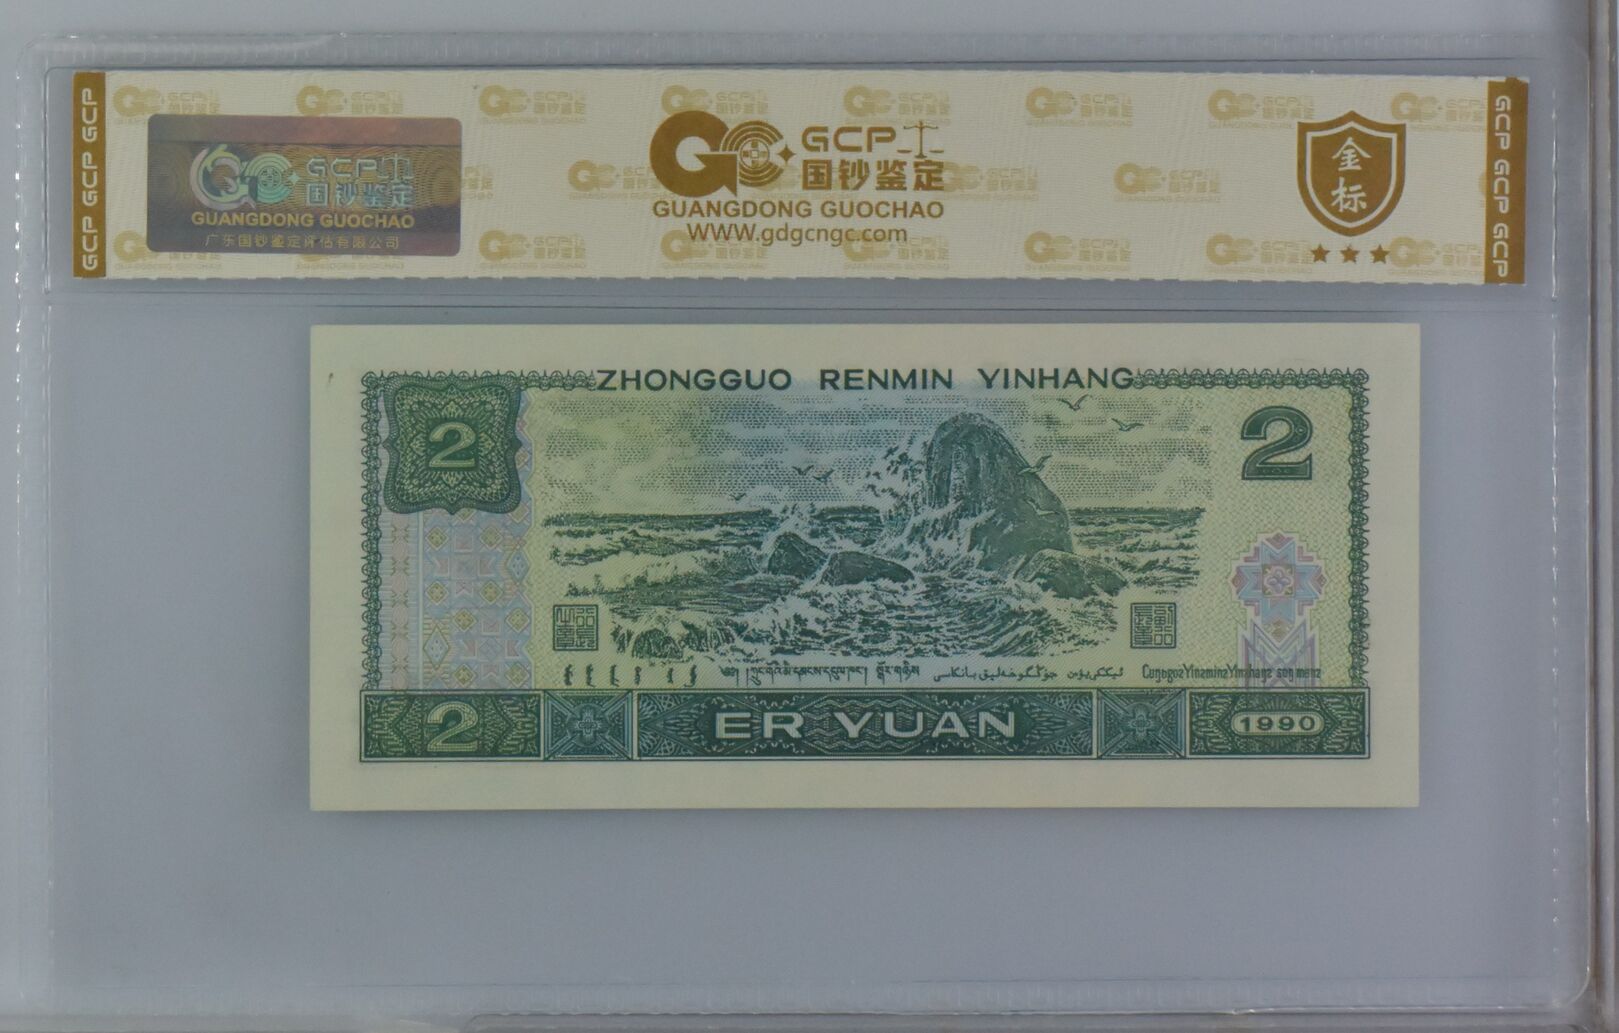 GCP GCP GCP
GCP 国钞鉴定
GUANGDONG GUOCHAO
广东国钞鉴定评估有限公司
GCP
国钞鉴定
GUANGDONG GUOCHAO
WWW.gdgcngc.com
金
标
GCP GCP GCP
ZHONGGUO RENMIN YINHANG
2
2
2
ER YUAN
1990